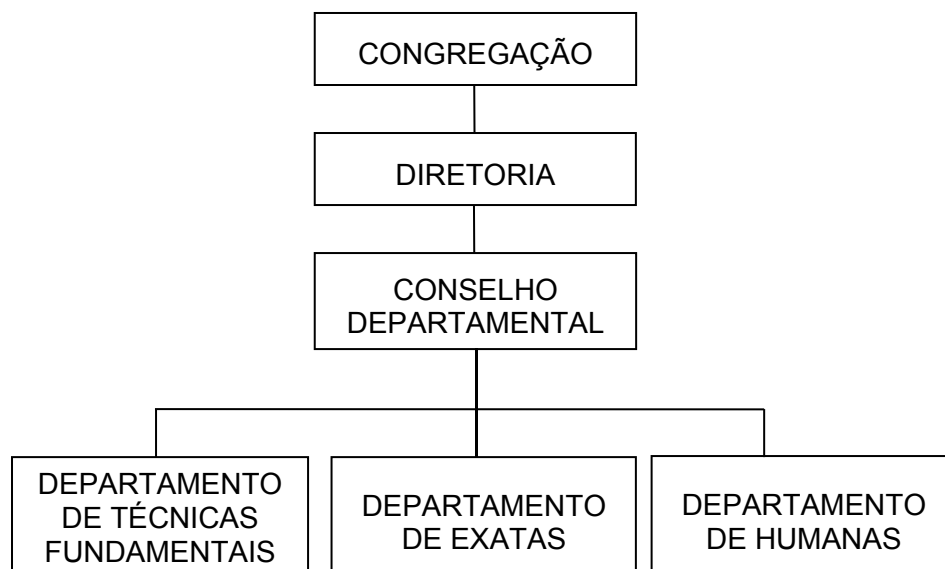 CONGREGAÇÃO
DIRETORIA
CONSELHO
DEPARTAMENTAL
DEPARTAMENTO
DE TÉCNICAS
FUNDAMENTAIS
DEPARTAMENTO
DE EXATAS
DEPARTAMENTO
DE HUMANAS